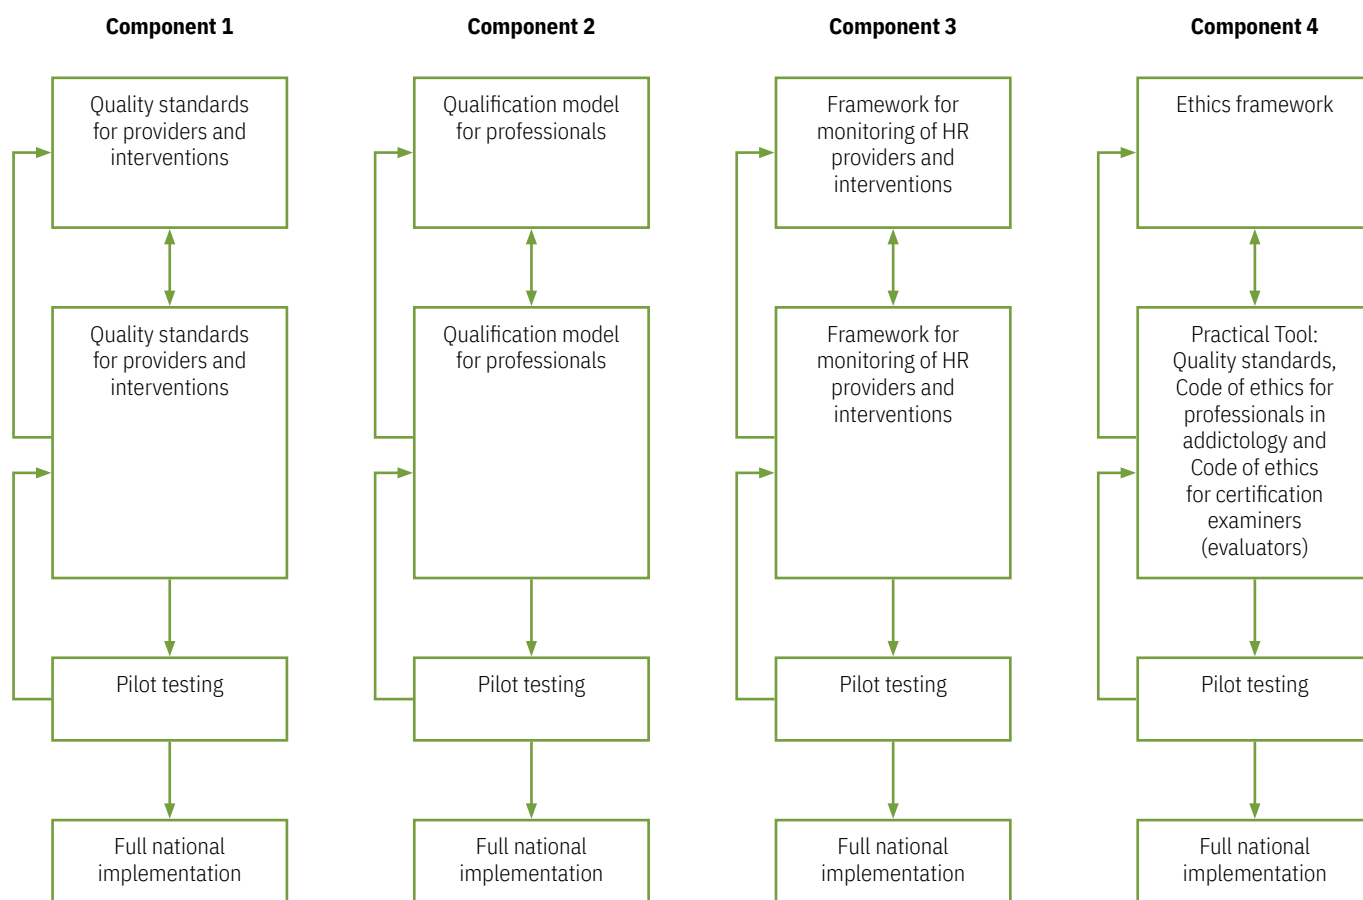 Component 1
Quality standards
for providers and
interventions
Quality standards
for providers and
interventions
Pilot testing
Full national
implementation
Component 2
Qualification model
for professionals
Qualification model
for professionals
Pilot testing
Full national
implementation
Component 3
Framework for
monitoring of HR
providers and
interventions
Framework for
monitoring of HR
providers and
interventions
Pilot testing
Full national
implementation
Component 4
Ethics framework
Practical Tool:
Quality standards,
Code of ethics for
professionals in
addictology and
Code of ethics
for certification
examiners
(evaluators)
Pilot testing
Full national
implementation